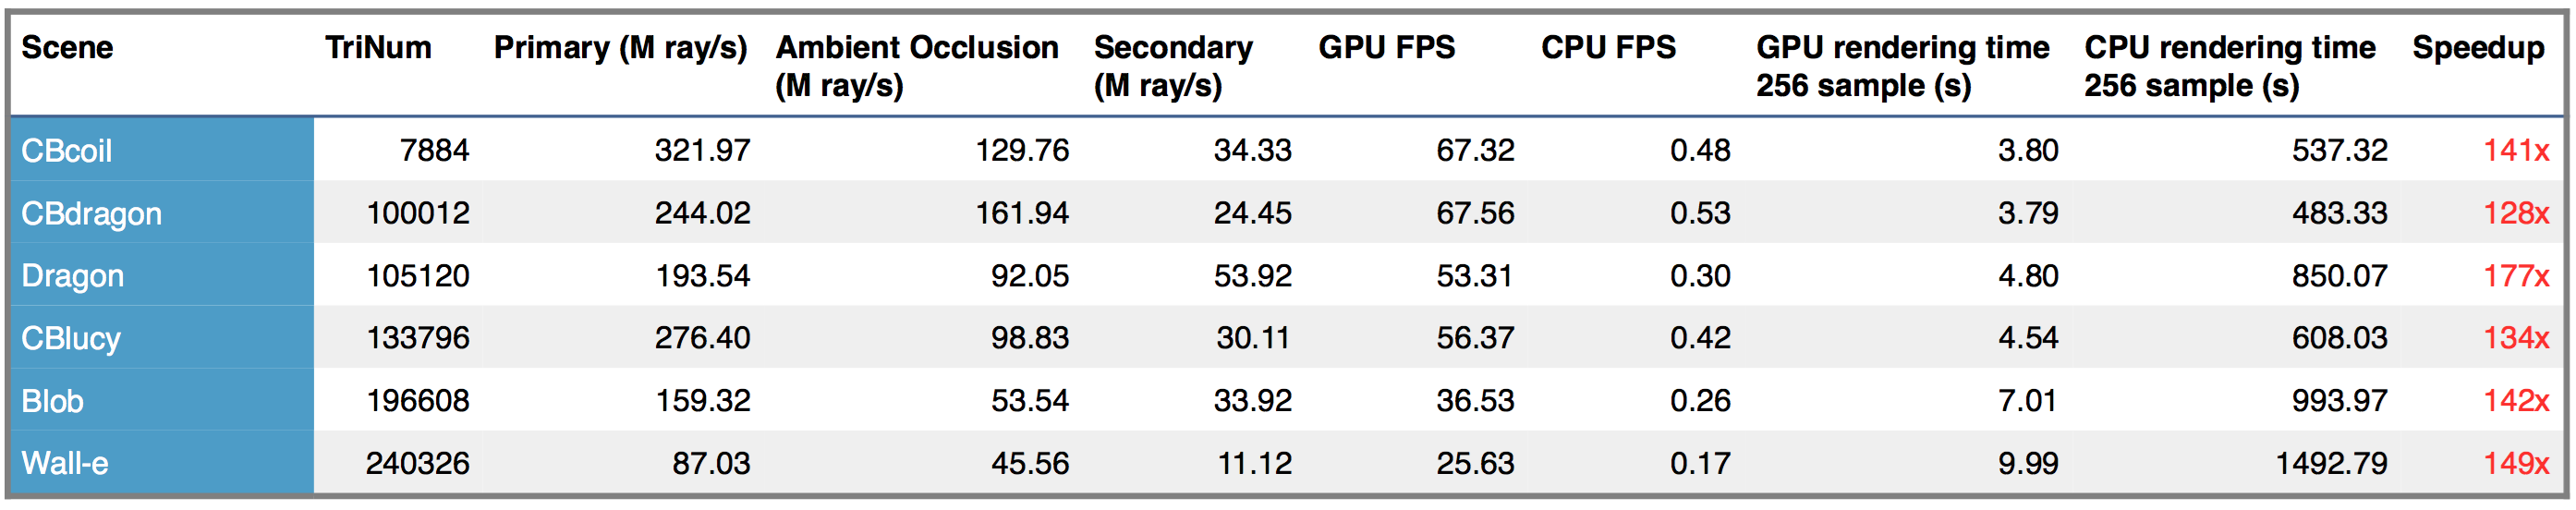 Scene TriNum Primary (M ray/s) Ambient Occlusion (M ray/s) Secondary (M ray/s) GPU FPS CPU FPS GPU rendering time 256 sample (s) CPU rendering time 256 sample (s) Speedup
CBcoil 7884 321.97 129.76 34.33 67.32 0.48 3.80 537.32 141x
CBdragon 100012 244.02 161.94 24.45 67.56 0.53 3.79 483.33 128x
Dragon 105120 193.54 92.05 53.92 53.31 0.30 4.80 850.07 177x
CBlucy 133796 276.40 98.83 30.11 56.37 0.42 4.54 608.03 134x
Blob 196608 159.32 53.54 33.92 36.53 0.26 7.01 993.97 142x
Wall-e 240326 87.03 45.56 11.12 25.63 0.17 9.99 1492.79 149x